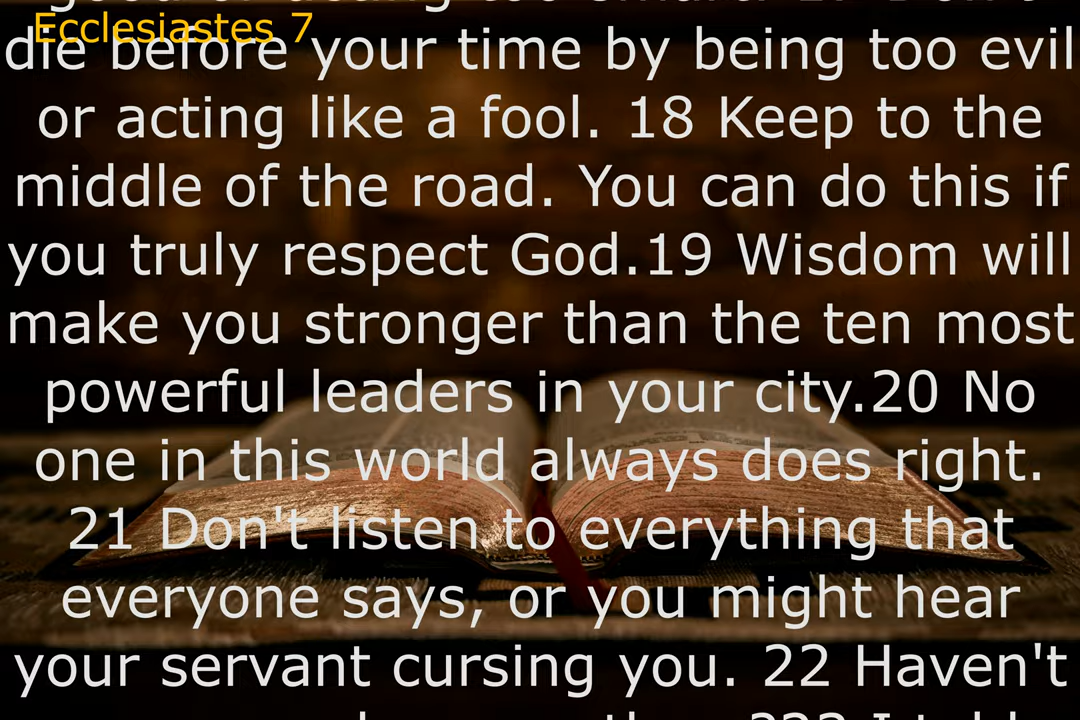 Ecclesiastes 7
die before your time by being too evil
or acting like a fool. 18 Keep to the
middle of the road. You can do this if
you truly respect God.19 Wisdom will
make you stronger than the ten most
powerful leaders in your city.20 No
one in this world always does right.
21 Don't listen to everything that
everyone says, or you might hear
your servant cursing you. 22 Haven't